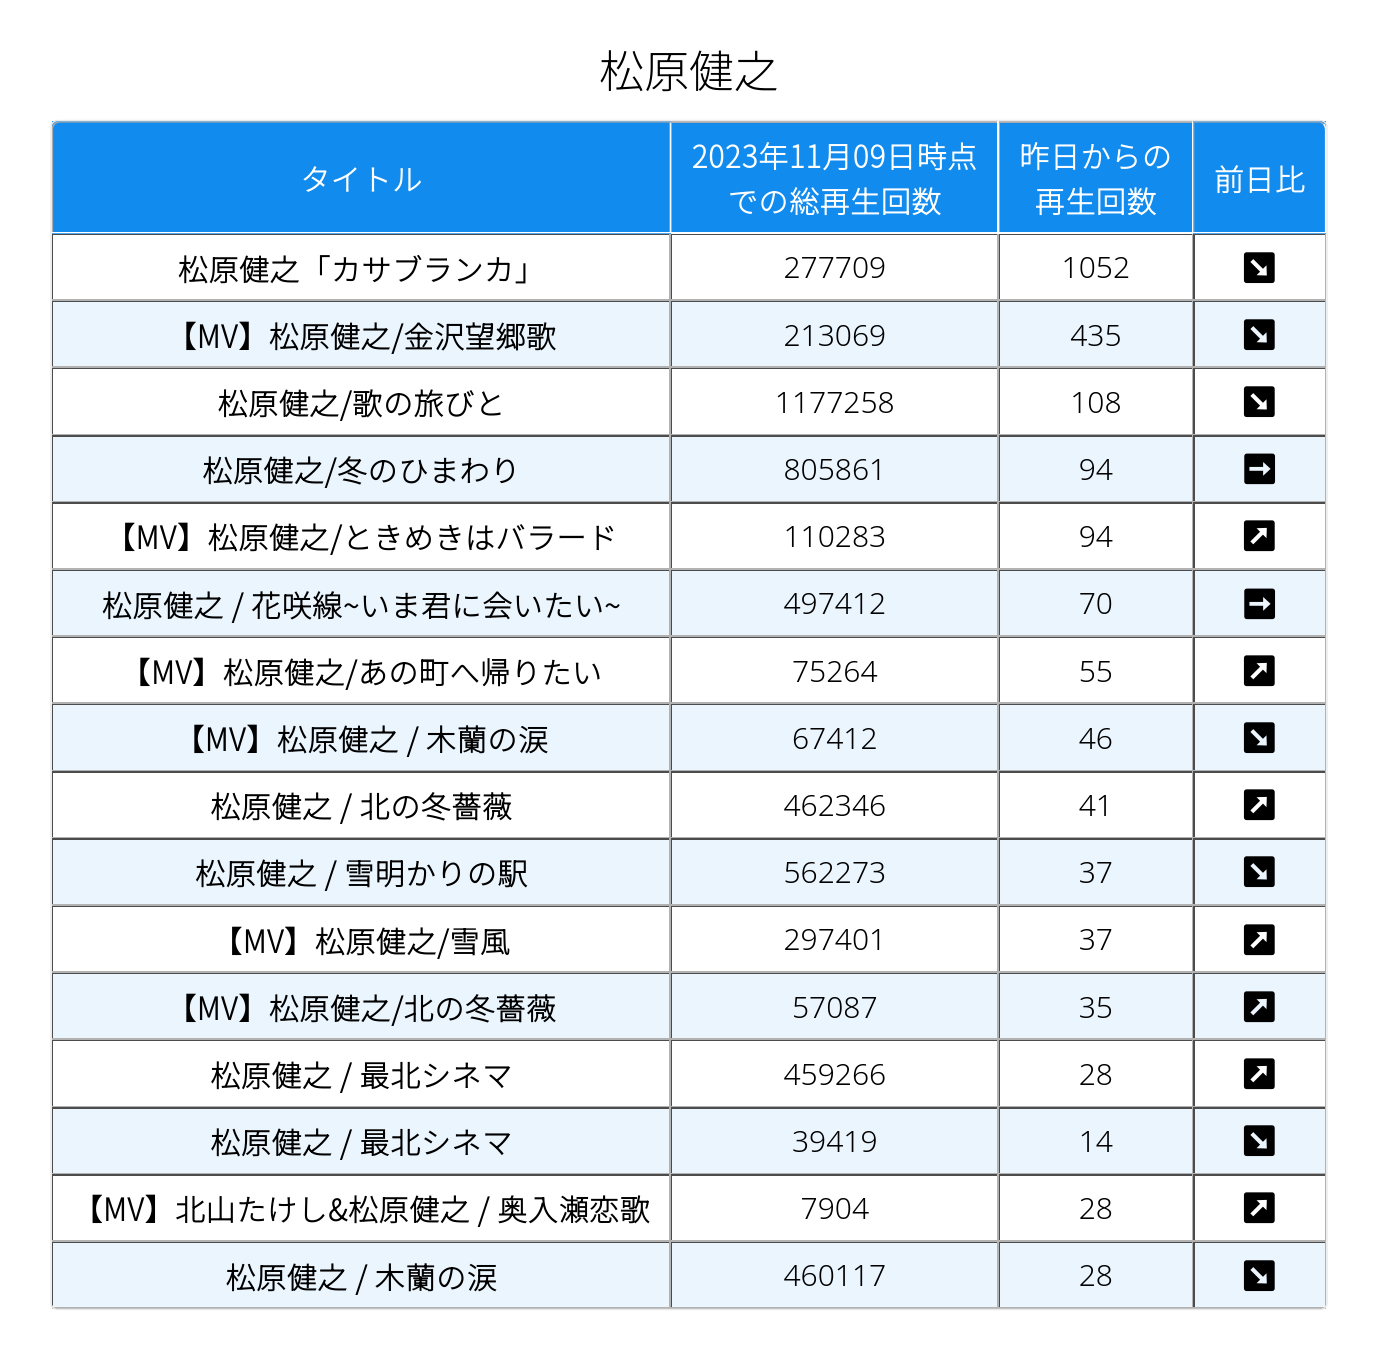 松原健之
タイトル
2023年11月09日時点
での総再生回数
昨日からの
再生回数
前日比
松原健之「カサブランカ」 277709 1052 ↘
【MV】松原健之/金沢望郷歌 213069 435 ↘
松原健之/歌の旅びと 1177258 108 ↘
松原健之/冬のひまわり 805861 94 →
【MV】松原健之/ときめきはバラード 110283 94 ↗
松原健之 / 花咲線~いま君に会いたい~ 497412 70 →
【MV】松原健之/あの町へ帰りたい 75264 55 ↗
【MV】松原健之 / 木蘭の涙 67412 46 ↘
松原健之 / 北の冬薔薇 462346 41 ↗
松原健之 / 雪明かりの駅 562273 37 ↘
【MV】松原健之/雪風 297401 37 ↗
【MV】松原健之/北の冬薔薇 57087 35 ↗
松原健之 / 最北シネマ 459266 28 ↗
松原健之 / 最北シネマ 39419 14 ↘
【MV】北山たけし&松原健之 / 奥入瀬恋歌 7904 28 ↗
松原健之 / 木蘭の涙 460117 28 ↘